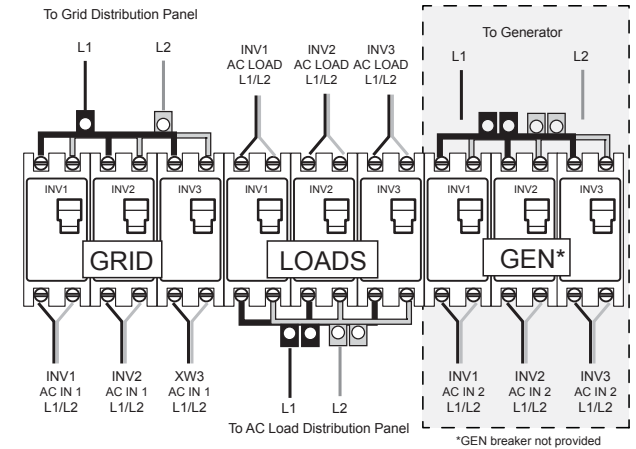 To Grid Distribution Panel
L1
L2
INV1
AC LOAD
L1/L2
INV2
AC LOAD
L1/L2
INV3
AC LOAD
L1/L2
To Generator
L1
L2
INV1
INV2
INV3
INV1
INV2
INV3
INV1
INV2
INV3
GRID
LOADS
GEN*
INV1
AC IN 1
L1/L2
INV2
AC IN 1
L1/L2
XW3
AC IN 1
L1/L2
L1
L2
To AC Load Distribution Panel
INV1
AC IN 2
L1/L2
INV2
AC IN 2
L1/L2
INV3
AC IN 2
L1/L2
*GEN breaker not provided